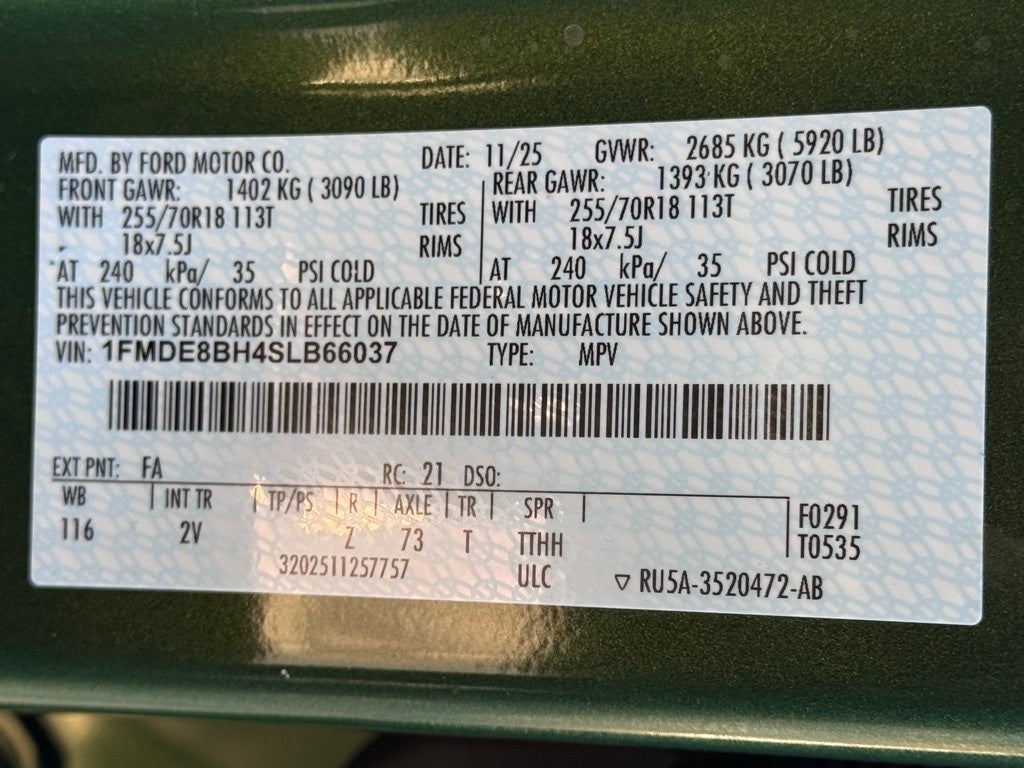 MFD. BY FORD MOTOR CO. DATE: 11/25 GVWR: 2685 KG ( 5920 LB)
FRONT GAWR: 1402 KG ( 3090 LB) REAR GAWR: 1393 KG ( 3070 LB)
WITH 255/70R18 113T TIRES WITH 255/70R18 113T TIRES
18x7.5J RIMS 18x7.5J RIMS
AT 240 kPa/ 35 PSI COLD AT 240 kPa/ 35 PSI COLD
THIS VEHICLE CONFORMS TO ALL APPLICABLE FEDERAL MOTOR VEHICLE SAFETY AND THEFT
PREVENTION STANDARDS IN EFFECT ON THE DATE OF MANUFACTURE SHOWN ABOVE.
VIN: 1FMDE8BH4SLB66037 TYPE: MPV
EXT PNT: FA RC: 21 DSO:
WB INT TR TP/PS R AXLE TR SPR
116 2V Z 73 T TTHH F0291
T0535
3202511257757 ULC ▽ RU5A-3520472-AB